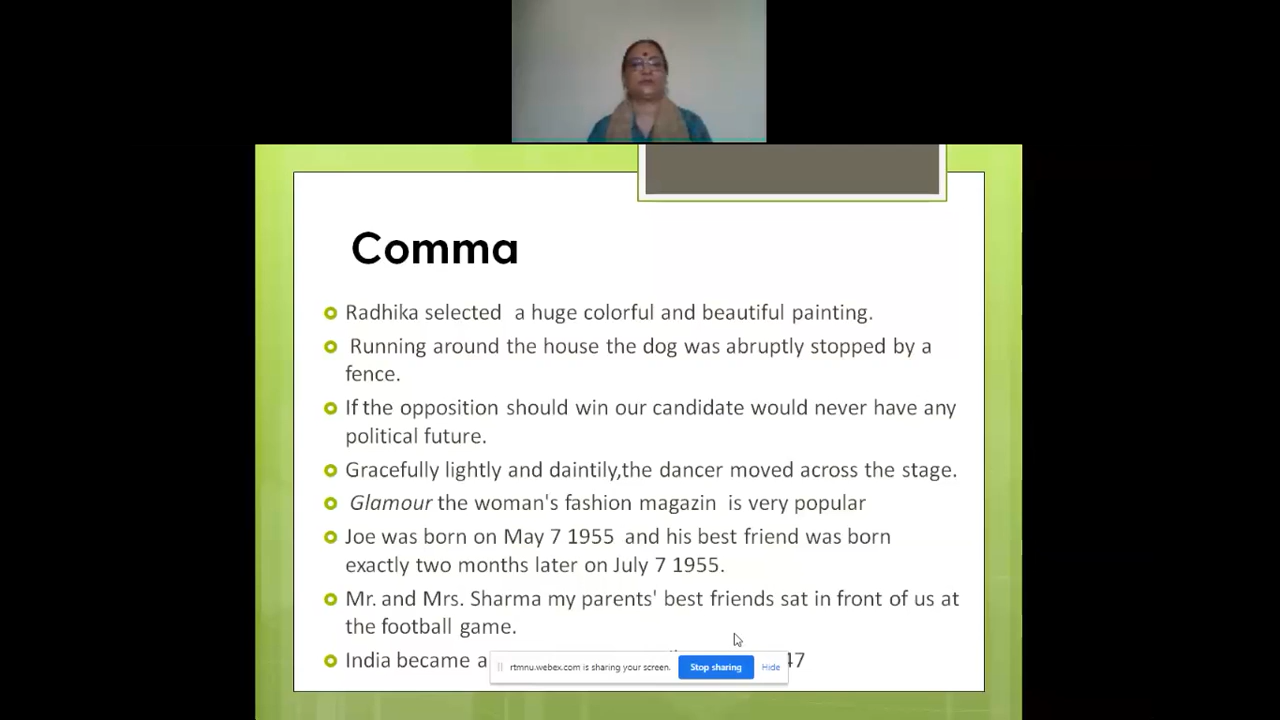 Comma
Radhika selected  a huge colorful and beautiful painting.
Running around the house the dog was abruptly stopped by a
fence.
If the opposition should win our candidate would never have any
political future.
Gracefully lightly and daintily,the dancer moved across the stage.
Glamour the woman's fashion magazin  is very popular
Joe was born on May 7 1955  and his best friend was born
exactly two months later on July 7 1955.
Mr. and Mrs. Sharma my parents' best friends sat in front of us at
the football game.
India became a 47
rtmnu.webex.com is sharing your screen. Stop sharing Hide